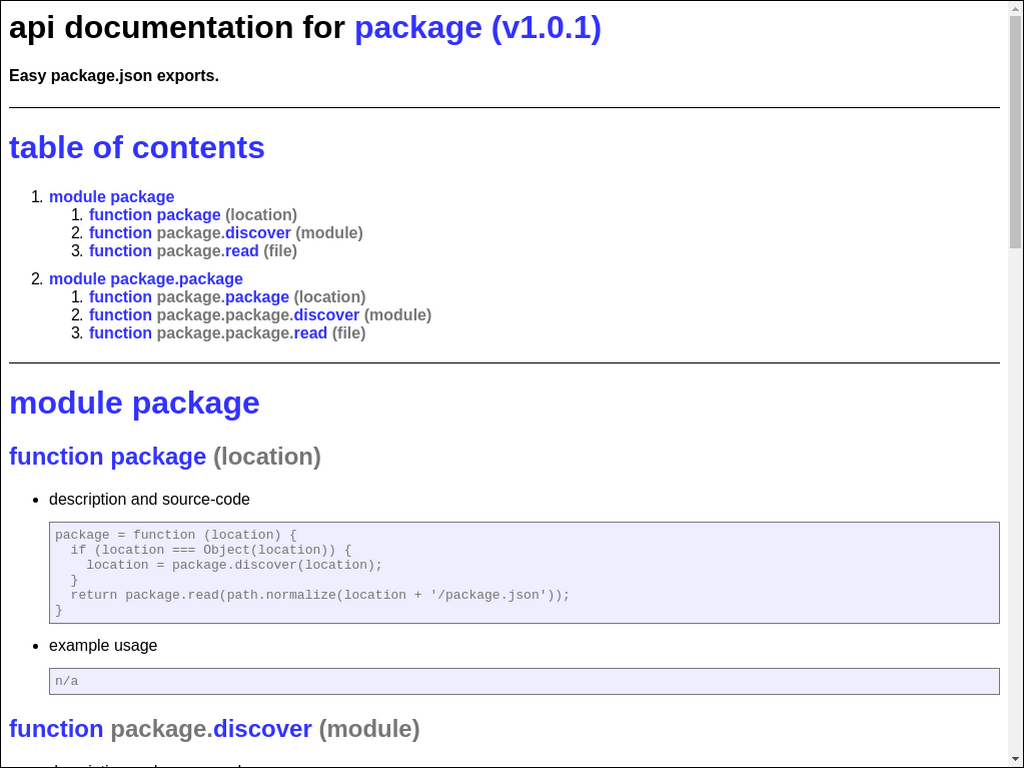 api documentation for package (v1.0.1)
Easy package.json exports.
table of contents
1. module package
1. function package (location)
2. function package.discover (module)
3. function package.read (file)
2. module package.package
1. function package.package (location)
2. function package.package.discover (module)
3. function package.package.read (file)
module package
function package (location)
• description and source-code
package = function (location) {
  if (location === Object(location)) {
    location = package.discover(location);
  }
  return package.read(path.normalize(location + '/package.json'));
}
• example usage
n/a
function package.discover (module)